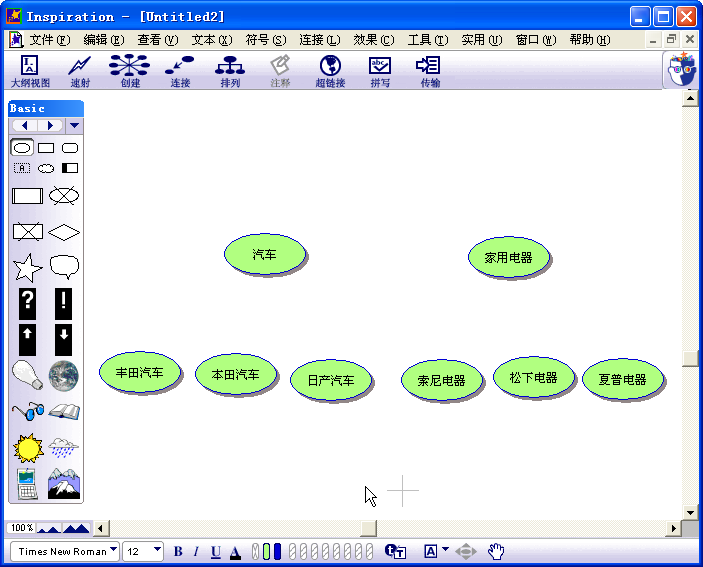 Inspiration - [Untitled2]
文件(F) 编辑(E) 查看(V) 文本(X) 符号(S) 连接(L) 效果(C) 工具(T) 实用(U) 窗口(W) 帮助(H)
大纲视图 速射 创建 连接 排列 注释 超链接 拼写 传输
Basic
A
?
!
汽车
家用电器
丰田汽车
本田汽车
日产汽车
索尼电器
松下电器
夏普电器
100%
Times New Roman 12 B I U A